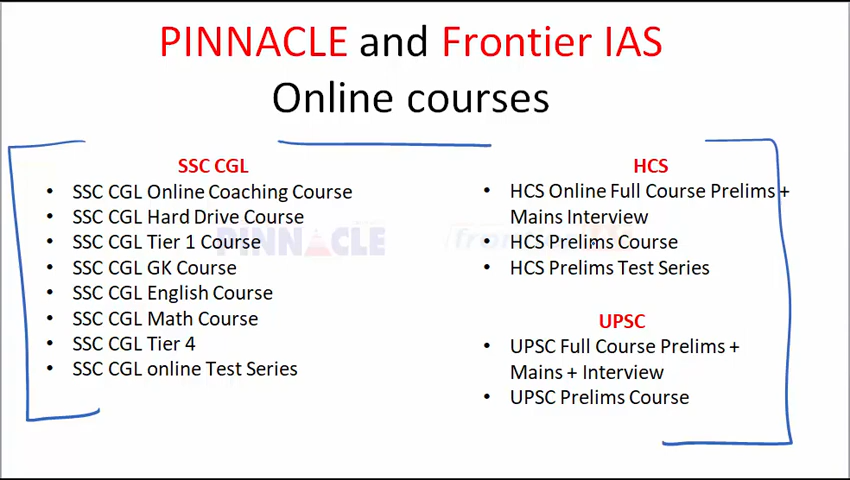 PINNACLE and Frontier IAS
Online courses
SSC CGL
• SSC CGL Online Coaching Course
• SSC CGL Hard Drive Course
• SSC CGL Tier 1 Course
• SSC CGL GK Course
• SSC CGL English Course
• SSC CGL Math Course
• SSC CGL Tier 4
• SSC CGL online Test Series
HCS
• HCS Online Full Course Prelims +
Mains Interview
• HCS Prelims Course
• HCS Prelims Test Series
UPSC
• UPSC Full Course Prelims +
Mains + Interview
• UPSC Prelims Course
PINNACLE